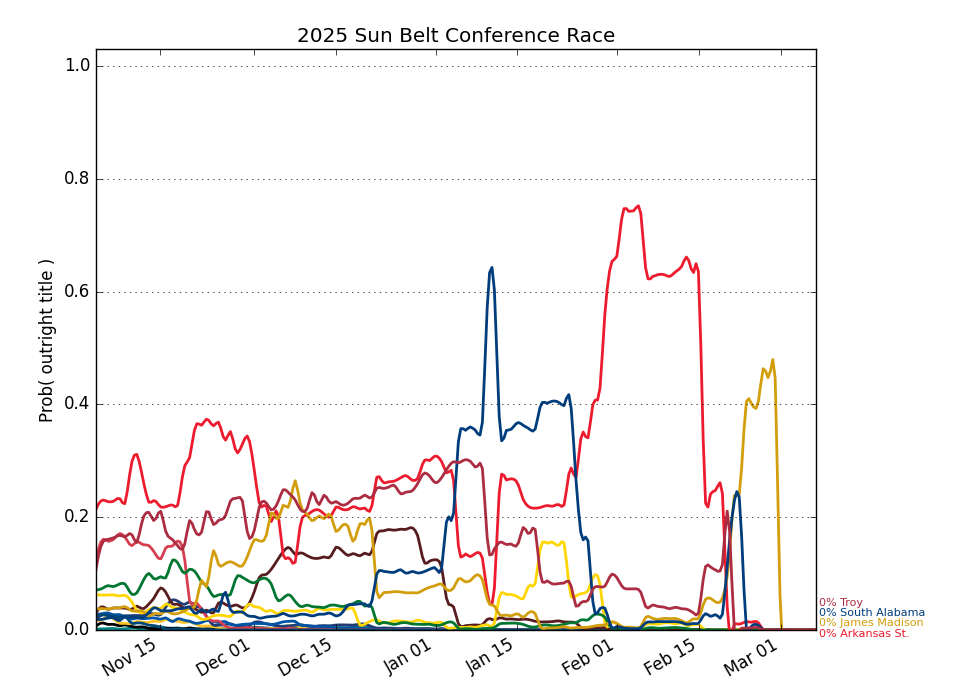 2025 Sun Belt Conference Race
1.0
0.8
0.6
0.4
0.2
0.0
Prob( outright title )
Nov 15
Dec 01
Dec 15
Jan 01
Jan 15
Feb 01
Feb 15
Mar 01
0% Troy
0% South Alabama
0% James Madison
0% Arkansas St.